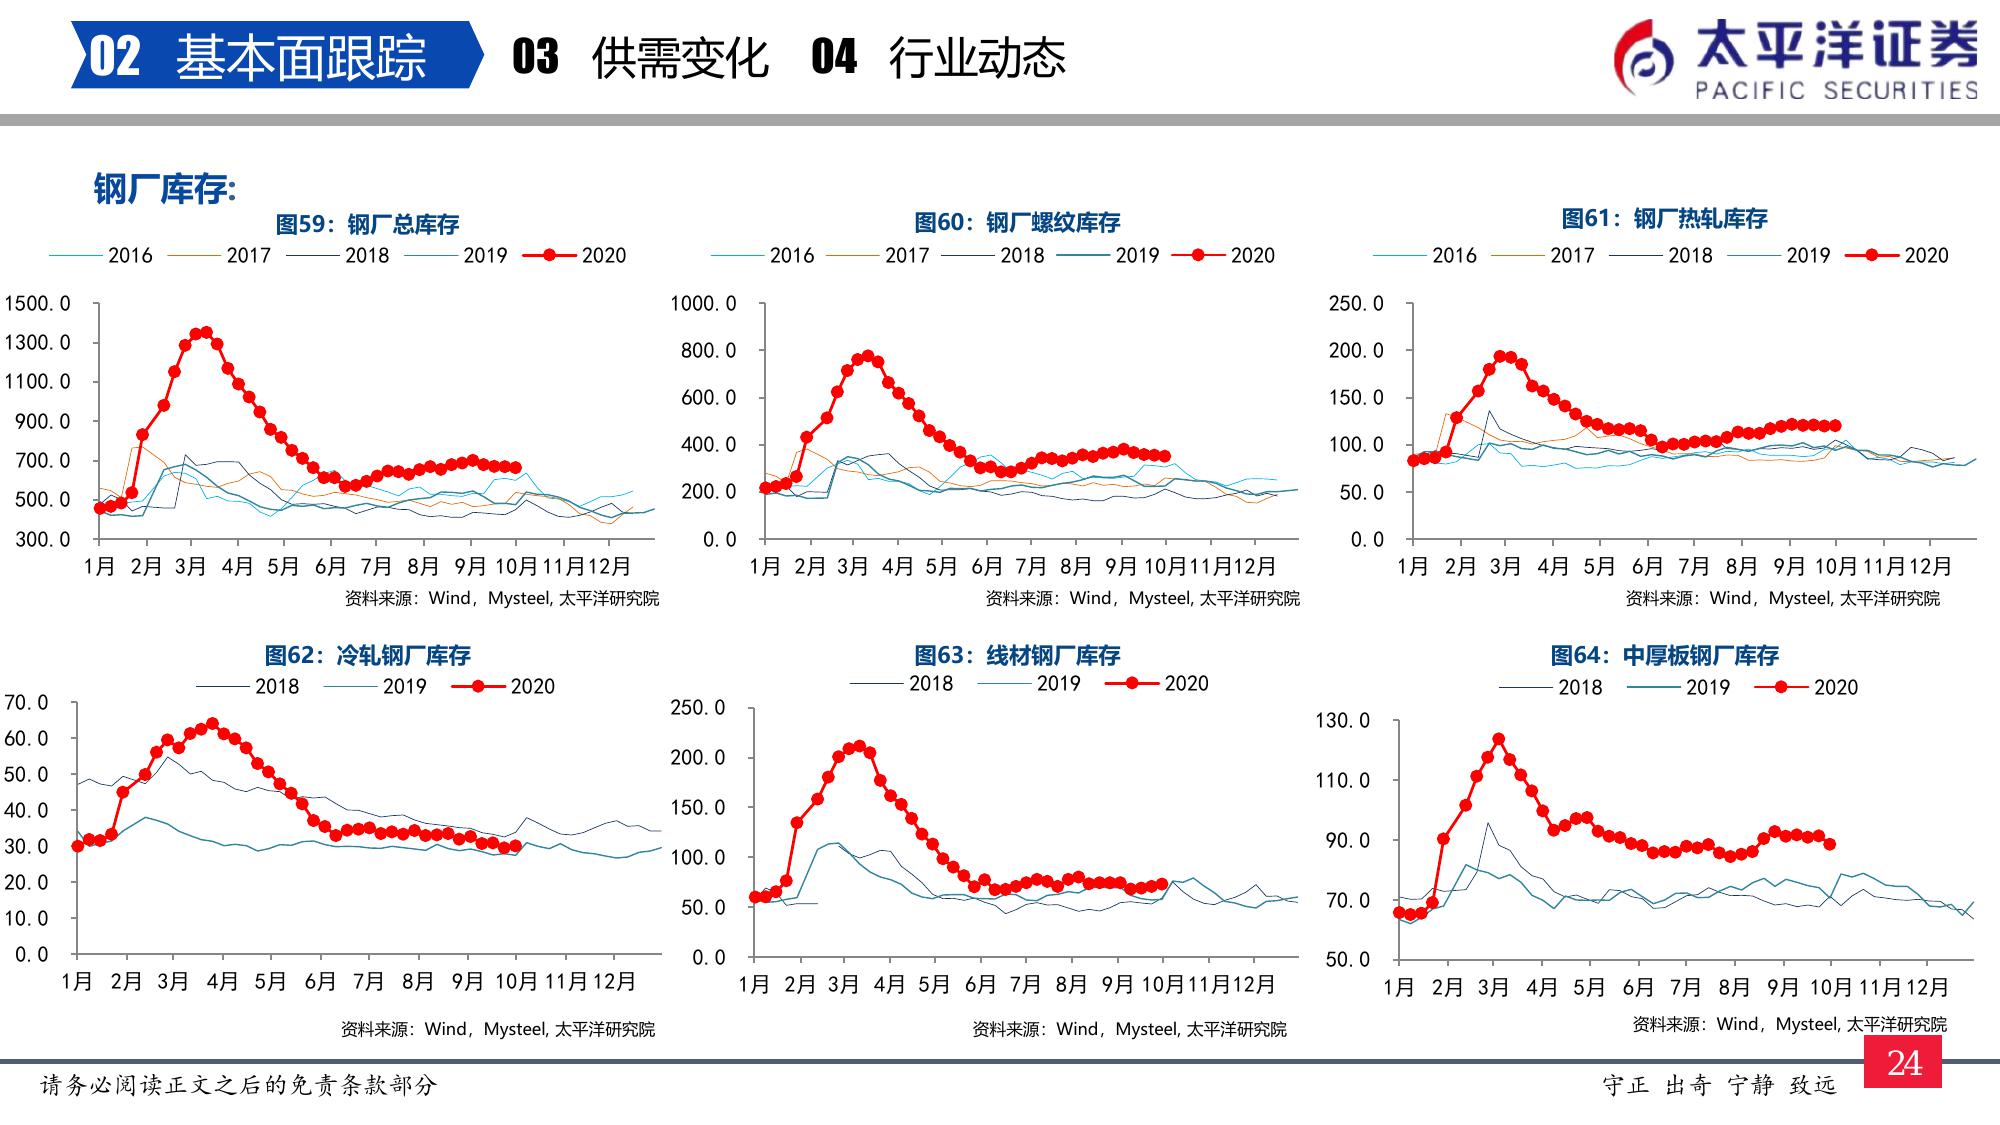 02 基本面跟踪 03 供需变化 04 行业动态
太平洋证券
PACIFIC SECURITIES
钢厂库存:
图59：钢厂总库存
2016 2017 2018 2019 2020
1500.0
1300.0
1100.0
900.0
700.0
500.0
300.0
1月 2月 3月 4月 5月 6月 7月 8月 9月 10月 11月 12月
资料来源：Wind，Mysteel, 太平洋研究院
图60：钢厂螺纹库存
2016 2017 2018 2019 2020
1000.0
800.0
600.0
400.0
200.0
0.0
1月 2月 3月 4月 5月 6月 7月 8月 9月 10月 11月 12月
资料来源：Wind，Mysteel, 太平洋研究院
图61：钢厂热轧库存
2016 2017 2018 2019 2020
250.0
200.0
150.0
100.0
50.0
0.0
1月 2月 3月 4月 5月 6月 7月 8月 9月 10月 11月 12月
资料来源：Wind，Mysteel, 太平洋研究院
图62：冷轧钢厂库存
2018 2019 2020
70.0
60.0
50.0
40.0
30.0
20.0
10.0
0.0
1月 2月 3月 4月 5月 6月 7月 8月 9月 10月 11月 12月
资料来源：Wind，Mysteel, 太平洋研究院
图63：线材钢厂库存
2018 2019 2020
250.0
200.0
150.0
100.0
50.0
0.0
1月 2月 3月 4月 5月 6月 7月 8月 9月 10月 11月 12月
资料来源：Wind，Mysteel, 太平洋研究院
图64：中厚板钢厂库存
2018 2019 2020
130.0
110.0
90.0
70.0
50.0
1月 2月 3月 4月 5月 6月 7月 8月 9月 10月 11月 12月
资料来源：Wind，Mysteel, 太平洋研究院
请务必阅读正文之后的免责条款部分
守正 出奇 宁静 致远
24